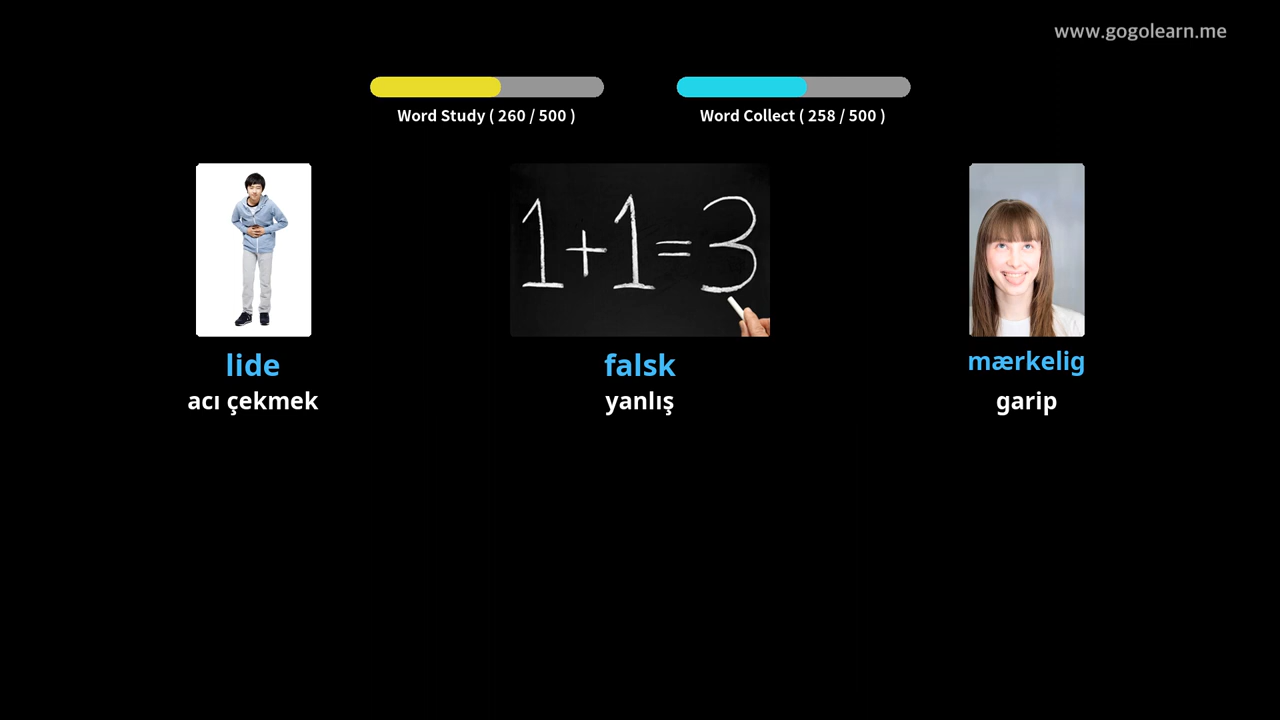 www.gogolearn.me
Word Study ( 260 / 500 )
Word Collect ( 258 / 500 )
1+1=3
lide
falsk
mærkelig
acı çekmek
yanlış
garip